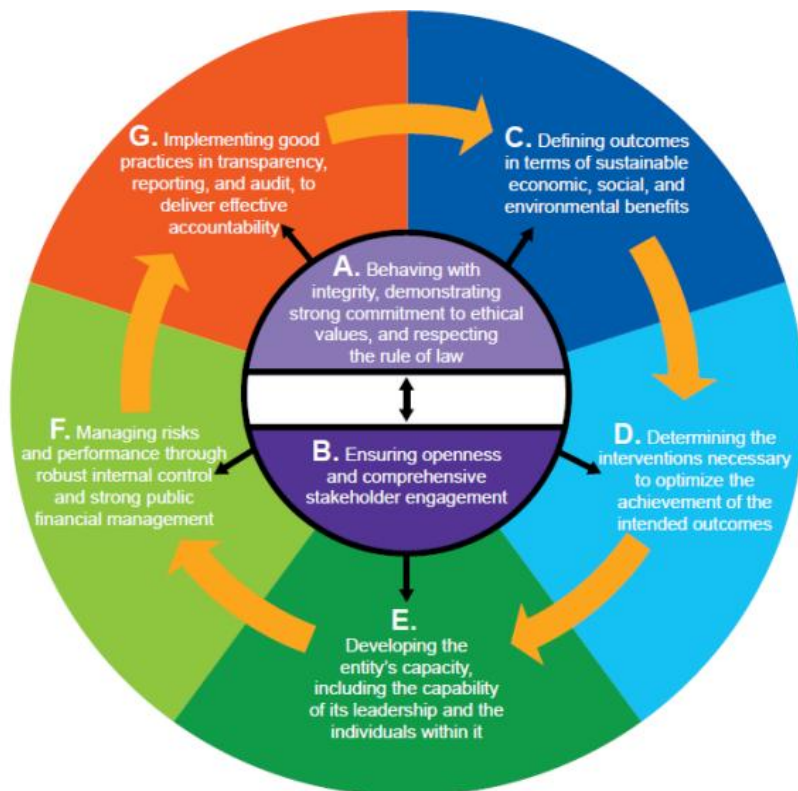 G. Implementing good
practices in transparency,
reporting, and audit, to
deliver effective
accountability
C. Defining outcomes
in terms of sustainable
economic, social, and
environmental benefits
A. Behaving with
integrity, demonstrating
strong commitment to ethical
values, and respecting
the rule of law
B. Ensuring openness
and comprehensive
stakeholder engagement
F. Managing risks
and performance through
robust internal control
and strong public
financial management
D. Determining the
interventions necessary
to optimize the
achievement of the
intended outcomes
E.
Developing the
entity's capacity,
including the capability
of its leadership and the
individuals within it